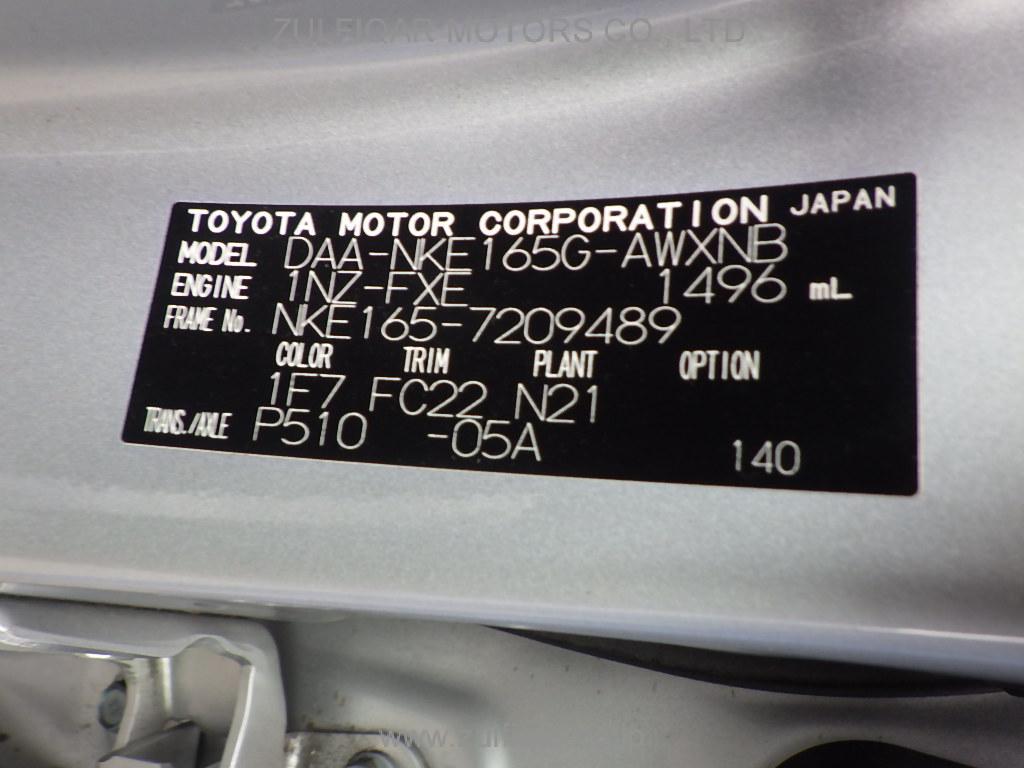 ZULFIQAR MOTORS CO., LTD
TOYOTA MOTOR CORPORATION JAPAN
MODEL DAA-NKE165G-AWXNB
ENGINE 1NZ-FXE 1496 mL
FRAME No. NKE165-7209489
COLOR TRIM PLANT OPTION
1F7 FC22 N21
TRANS./AXLE P510 -05A 140